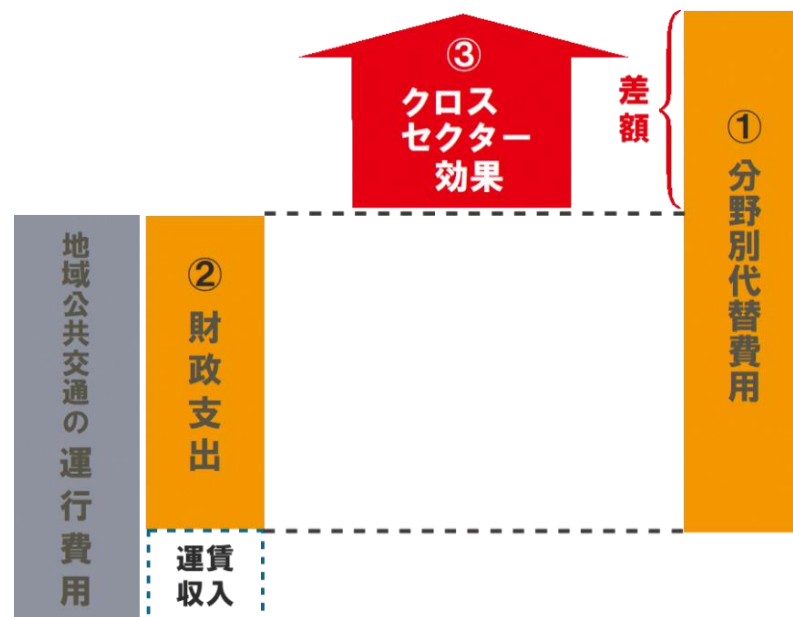 地域公共交通の運行費用
②財政支出
運賃
収入
③
クロス
セクター
効果
差額
①分野別代替費用